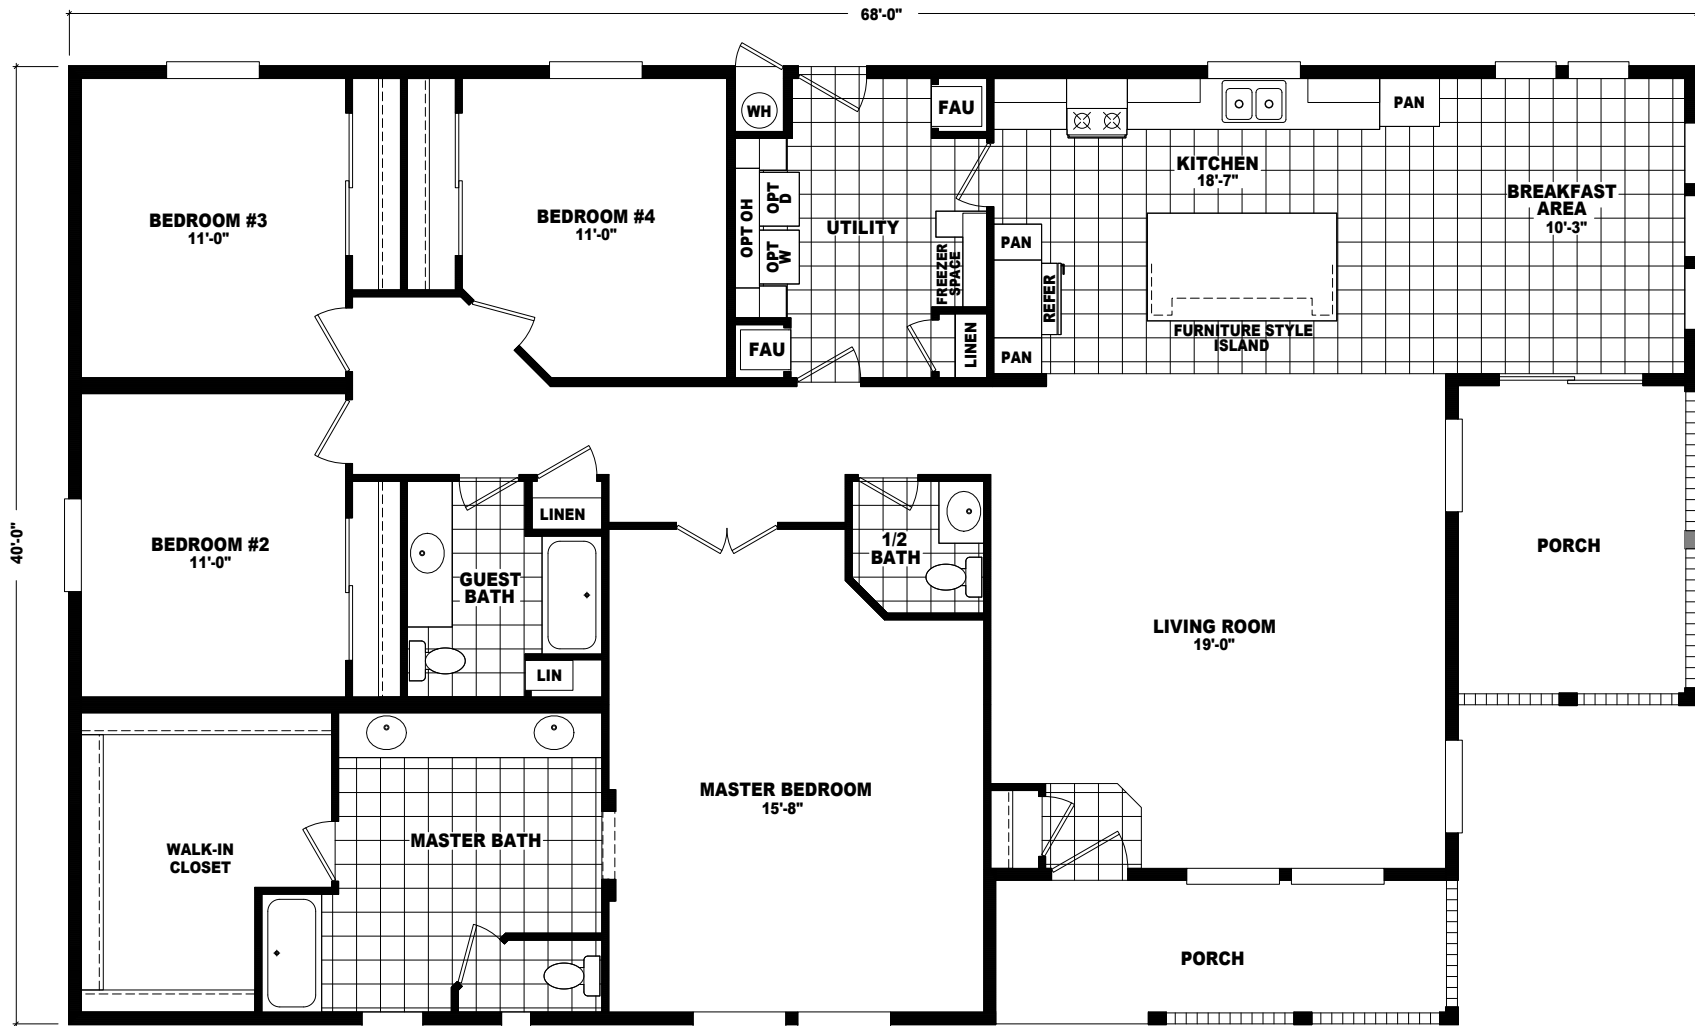 68'-0"
40'-0"
BEDROOM #3
11'-0"
BEDROOM #4
11'-0"
WH
OPT OH
OPT
D
OPT
W
FAU
UTILITY
FAU
FREEZER
SPACE
LINEN
PAN
REFER
PAN
KITCHEN
18'-7"
PAN
FURNITURE STYLE
ISLAND
BREAKFAST
AREA
10'-3"
BEDROOM #2
11'-0"
LINEN
GUEST
BATH
LIN
1/2
BATH
LIVING ROOM
19'-0"
PORCH
WALK-IN
CLOSET
MASTER BATH
MASTER BEDROOM
15'-8"
PORCH